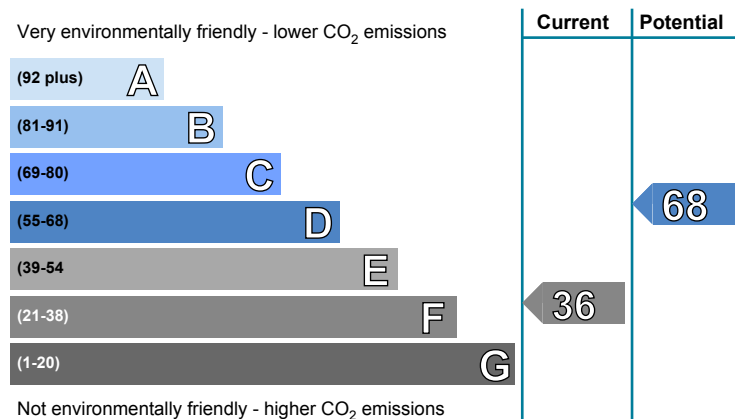 Current Potential
Very environmentally friendly - lower CO₂ emissions
(92 plus) A
(81-91) B
(69-80) C
68
(55-68) D
(39-54 E
36
(21-38) F
(1-20) G
Not environmentally friendly - higher CO₂ emissions